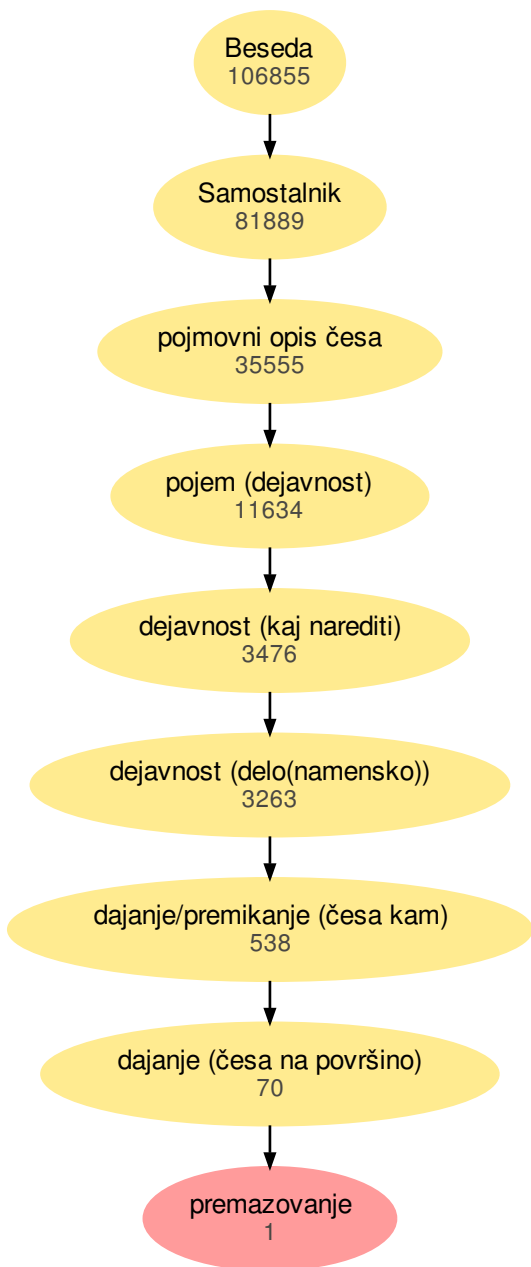 Beseda
106855
Samostalnik
81889
pojmovni opis česa
35555
pojem (dejavnost)
11634
dejavnost (kaj narediti)
3476
dejavnost (delo(namensko))
3263
dajanje/premikanje (česa kam)
538
dajanje (česa na površino)
70
premazovanje
1